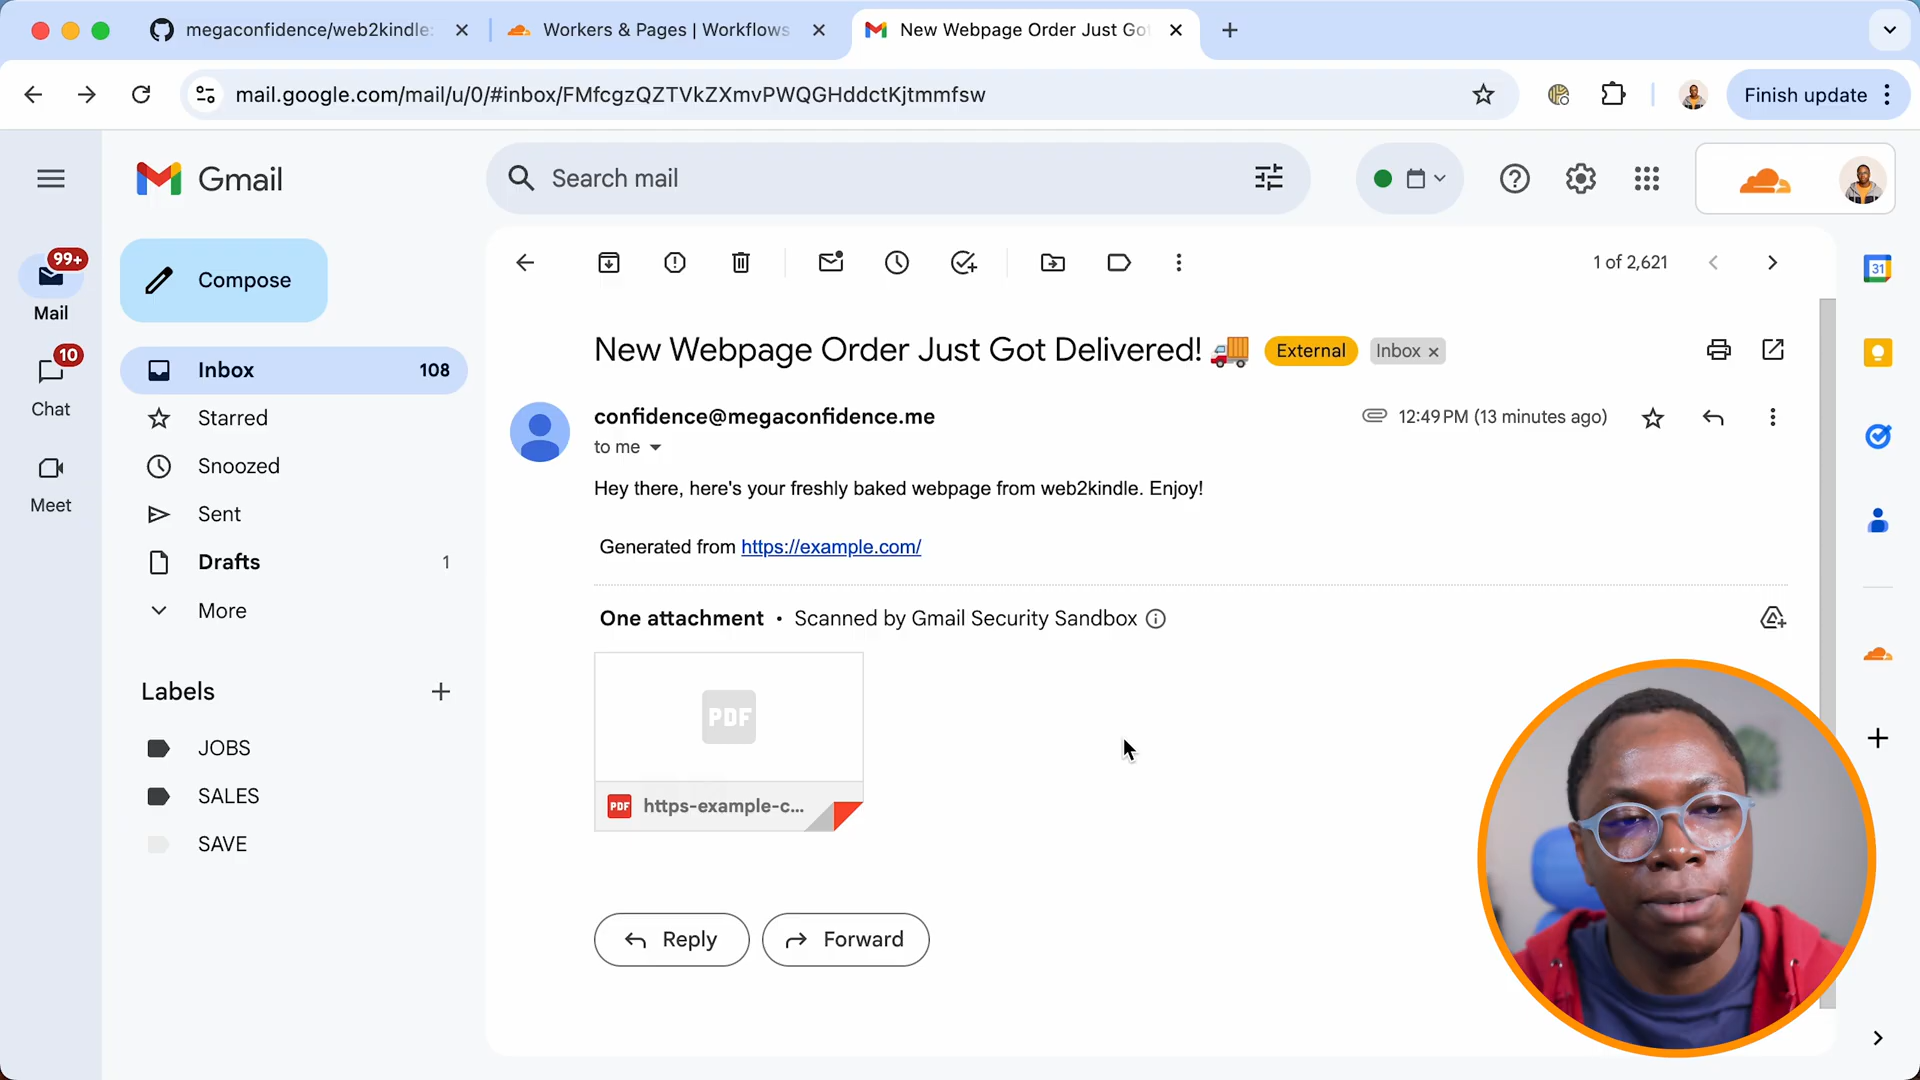 megaconfidence/web2kindle:
Workers & Pages | Workflows
New Webpage Order Just Go
mail.google.com/mail/u/0/#inbox/FMfcgzQZTVkZXmvPWQGHddctKjtmmfsw
Finish update
Gmail
Search mail
99+
Mail
10
Chat
Meet
Compose
Inbox 108
Starred
Snoozed
Sent
Drafts 1
More
Labels
JOBS
SALES
SAVE
1 of 2,621
New Webpage Order Just Got Delivered! 🚚 External Inbox
confidence@megaconfidence.me
12:49 PM (13 minutes ago)
to me
Hey there, here's your freshly baked webpage from web2kindle. Enjoy!
Generated from https://example.com/
One attachment • Scanned by Gmail Security Sandbox
PDF
PDF https-example-c...
Reply
Forward
31